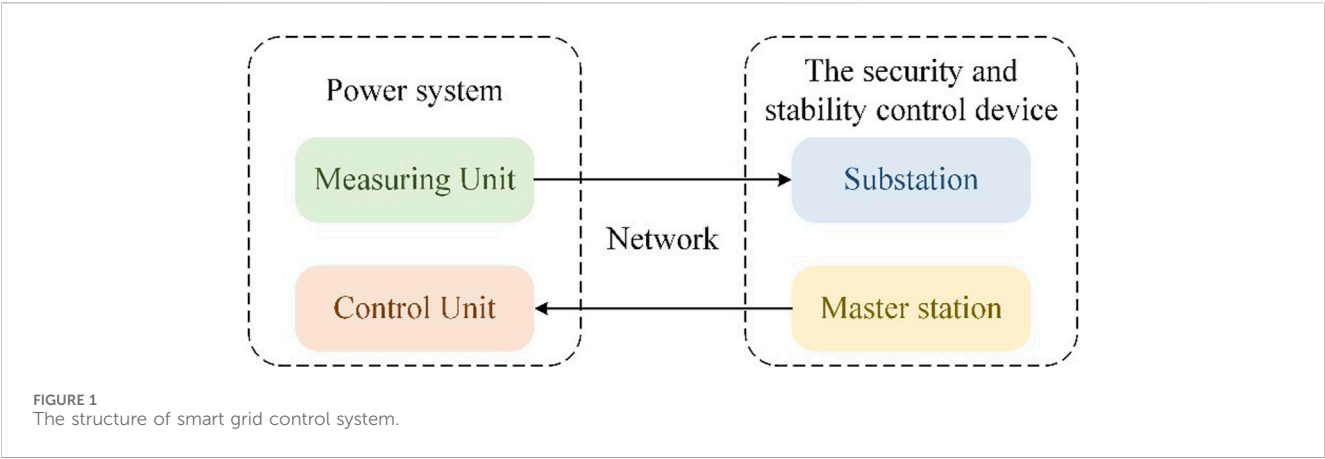 Power system
Measuring Unit
Control Unit
Network
The security and
stability control device
Substation
Master station
FIGURE 1
The structure of smart grid control system.